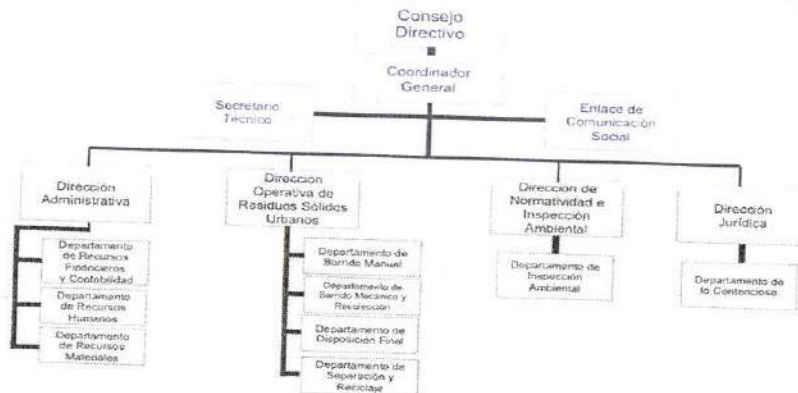 Consejo
Directivo
Coordinador
General
Secretario
Técnico
Enlace de
Comunicación
Social
Dirección
Administrativa
Departamento
de Recursos
Financieros
y Contabilidad
Departamento
de Recursos
Humanos
Departamento
de Recursos
Materiales
Dirección
Operativa de
Residuos Sólidos
Urbanos
Departamento de
Barrido Manual
Departamento de
Barrido Mecánico y
Recolección
Departamento de
Disposición Final
Departamento de
Separación y
Reciclaje
Dirección de
Normatividad e
Inspección
Ambiental
Departamento de
Inspección
Ambiental
Dirección
Jurídica
Departamento de
lo Contencioso